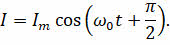 I = I_m cos (ω_0 t + π/2).